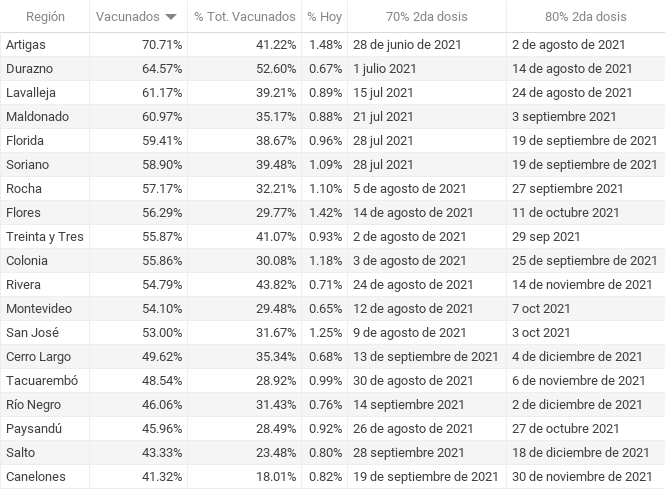 Región Vacunados % Tot. Vacunados % Hoy 70% 2da dosis 80% 2da dosis
Artigas 70.71% 41.22% 1.48% 28 de junio de 2021 2 de agosto de 2021
Durazno 64.57% 52.60% 0.67% 1 julio 2021 14 de agosto de 2021
Lavalleja 61.17% 39.21% 0.89% 15 jul 2021 24 de agosto de 2021
Maldonado 60.97% 35.17% 0.88% 21 jul 2021 3 septiembre 2021
Florida 59.41% 38.67% 0.96% 28 jul 2021 19 de septiembre de 2021
Soriano 58.90% 39.48% 1.09% 28 jul 2021 19 de septiembre de 2021
Rocha 57.17% 32.21% 1.10% 5 de agosto de 2021 27 septiembre 2021
Flores 56.29% 29.77% 1.42% 14 de agosto de 2021 11 de octubre 2021
Treinta y Tres 55.87% 41.07% 0.93% 2 de agosto de 2021 29 sep 2021
Colonia 55.86% 30.08% 1.18% 3 de agosto de 2021 25 de septiembre de 2021
Rivera 54.79% 43.82% 0.71% 24 de agosto de 2021 14 de noviembre de 2021
Montevideo 54.10% 29.48% 0.65% 12 de agosto de 2021 7 oct 2021
San José 53.00% 31.67% 1.25% 9 de agosto de 2021 3 oct 2021
Cerro Largo 49.62% 35.34% 0.68% 13 de septiembre de 2021 4 de diciembre de 2021
Tacuarembó 48.54% 28.92% 0.99% 30 de agosto de 2021 6 de noviembre de 2021
Río Negro 46.06% 31.43% 0.76% 14 septiembre 2021 2 de diciembre de 2021
Paysandú 45.96% 28.49% 0.92% 26 de agosto de 2021 27 de octubre 2021
Salto 43.33% 23.48% 0.80% 28 septiembre 2021 18 de diciembre de 2021
Canelones 41.32% 18.01% 0.82% 19 de septiembre de 2021 30 de noviembre de 2021